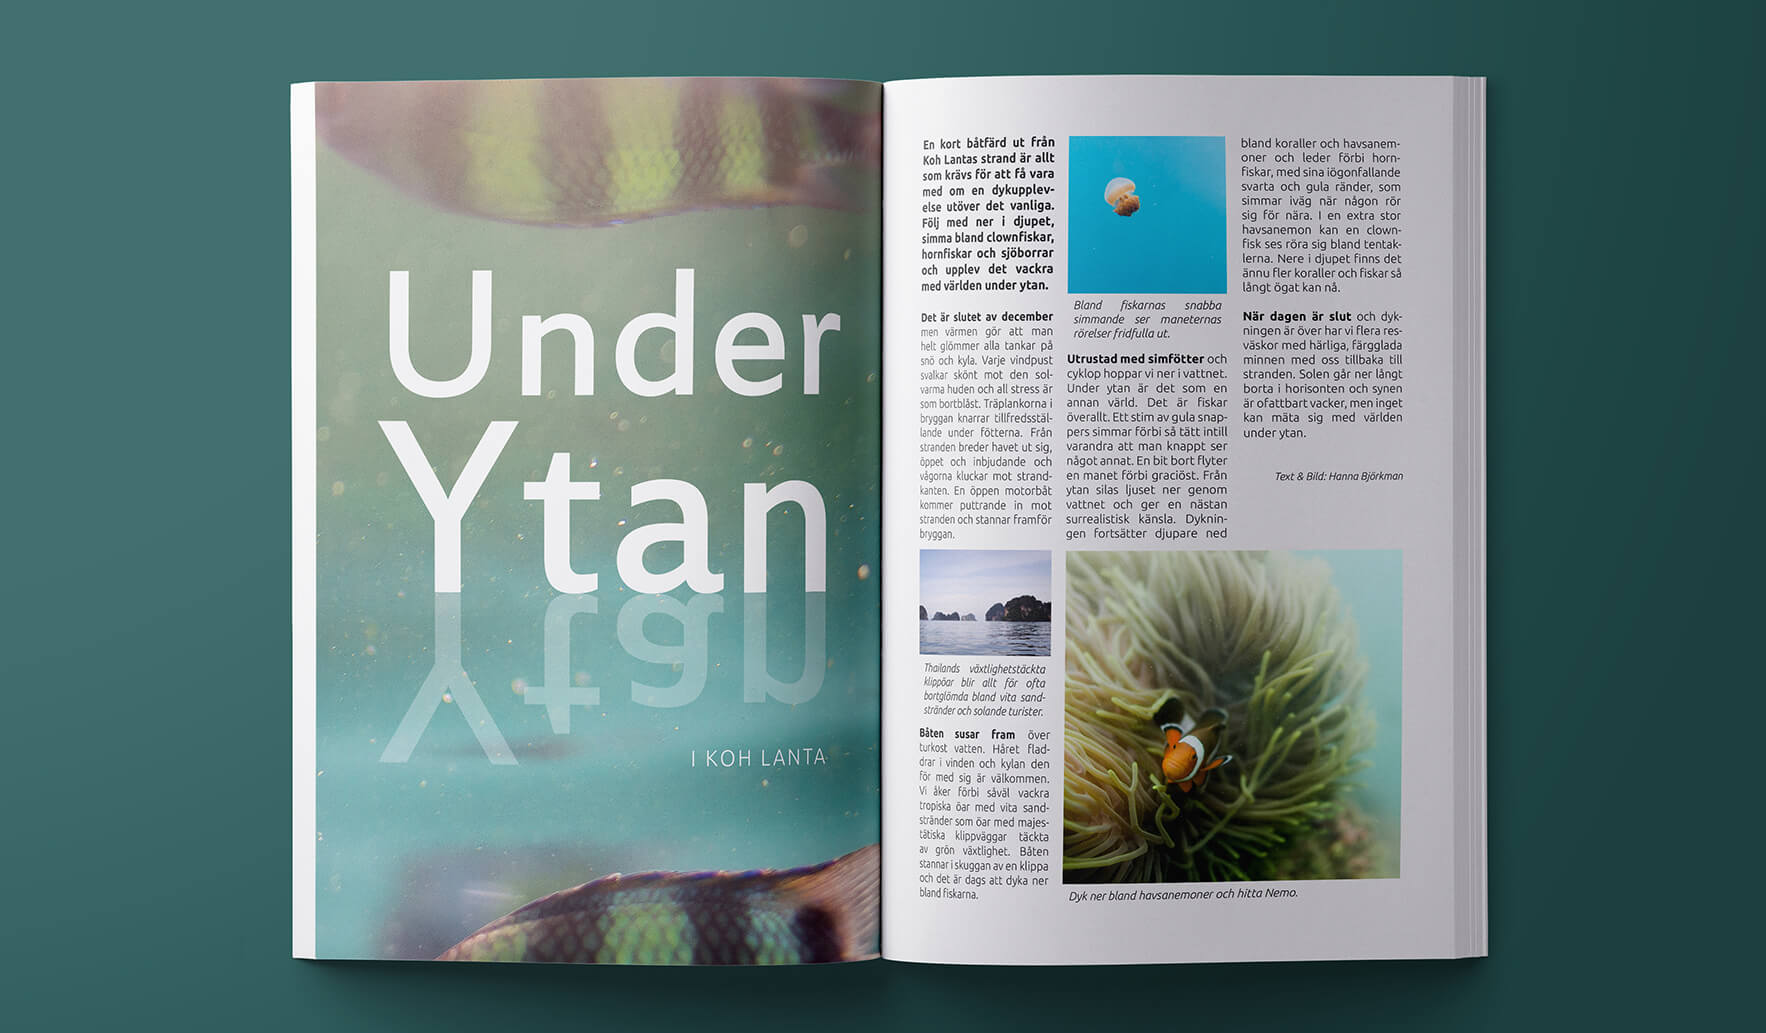 Under
Ytan
I KOH LANTA
En kort båtfärd ut från
Koh Lantas strand är allt
som krävs för att få vara
med om en dykupplev-
else utöver det vanliga.
Följ med ner i djupet,
simma bland clownfiskar,
hornfiskar och sjöborrar
och upplev det vackra
med världen under ytan.
Det är slutet av december
men värmen gör att man
helt glömmer alla tankar på
snö och kyla. Varje vindpust
svalkar skönt mot den sol-
varma huden och all stress är
som bortblåst. Träplankorna i
bryggan knarrar tillfredsstäl-
lande under fötterna. Från
stranden breder havet ut sig,
öppet och inbjudande och
vågorna kluckar mot strand-
kanten. En öppen motorbåt
kommer puttrande in mot
stranden och stannar framför
bryggan.
Thailands växtlighetstäckta
klippöar blir allt för ofta
bortglömda bland vita sand-
stränder och solande turister.
Båten susar fram över
turkost vatten. Håret flad-
drar i vinden och kylan den
för med sig är välkommen.
Vi åker förbi såväl vackra
tropiska öar med vita sand-
stränder som öar med majes-
tätiska klippväggar täckta
av grön växtlighet. Båten
stannar i skuggan av en klippa
och det är dags att dyka ner
bland fiskarna.
Bland fiskarnas snabba
simmande ser maneternas
rörelser fridfulla ut.
Utrustad med simfötter och
cyklop hoppar vi ner i vattnet.
Under ytan är det som en
annan värld. Det är fiskar
överallt. Ett stim av gula snap-
pers simmar förbi så tätt intill
varandra att man knappt ser
något annat. En bit bort flyter
en manet förbi graciöst. Från
ytan silas ljuset ner genom
vattnet och ger en nästan
surrealistisk känsla. Dyknin-
gen fortsätter djupare ned
bland koraller och havsanem-
oner och leder förbi horn-
fiskar, med sina iögonfallande
svarta och gula ränder, som
simmar iväg när någon rör
sig för nära. I en extra stor
havsanemon kan en clown-
fisk ses röra sig bland tentak-
lerna. Nere i djupet finns det
ännu fler koraller och fiskar så
långt ögat kan nå.
När dagen är slut och dyk-
ningen är över har vi flera res-
väskor med härliga, färgglada
minnen med oss tillbaka till
stranden. Solen går ner långt
borta i horisonten och synen
är ofattbart vacker, men inget
kan mäta sig med världen
under ytan.
Text & Bild: Hanna Björkman
Dyk ner bland havsanemoner och hitta Nemo.